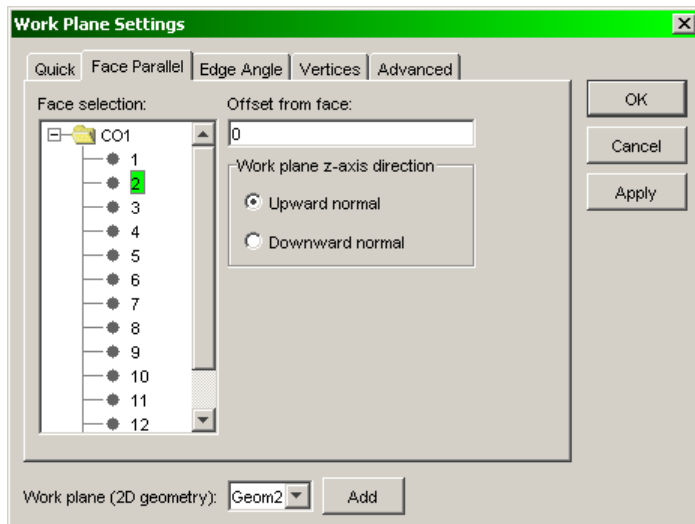 Work Plane Settings
Quick Face Parallel Edge Angle Vertices Advanced
Face selection:
CO1
1
2
3
4
5
6
7
8
9
10
11
12
Offset from face:
0
Work plane z-axis direction
Upward normal
Downward normal
OK
Cancel
Apply
Work plane (2D geometry): Geom2 Add